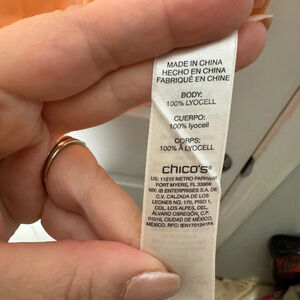 MADE IN CHINA
HECHO EN CHINA
FABRIQUÉ EN CHINE
BODY:
100% LYOCELL
CUERPO:
100% lyocell
CORPS:
100% Á LYOCELL
chico's
US: 11215 METRO PARKWAY
FORT MYERS, FL 33966
MX: IB ENTERPRISES S.A. DE
C.V. CALZADA DE LOS
LEONES NO. 170, PISO 1,
COL. LOS ALPES, DEL.
ÁLVARO OBREGÓN, C.P.
01010, CIUDAD DE MÉXICO,
MÉXICO. RFC: IEN1701241FA